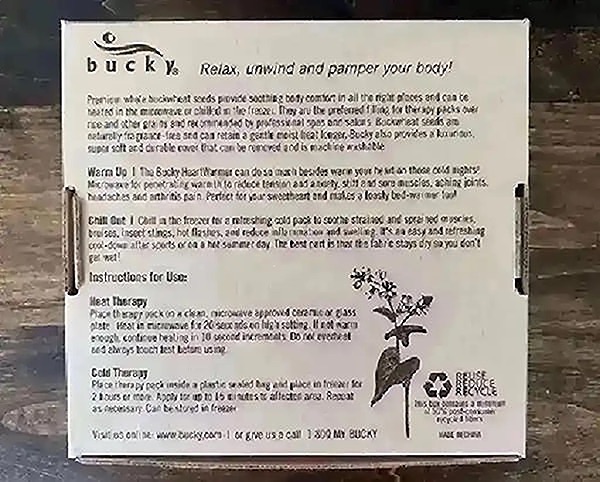 bucky®
Relax, unwind and pamper your body!
Premium whole buckwheat seeds provide soothing body comfort in all the right places and can be
heated in the microwave or chilled in the freezer. They are the preferred filling for therapy packs over
rice and other grains and recommended by professional spas and salons. Buckwheat seeds are
naturally fragrance-free and can retain a gentle moist heat longer. Bucky also provides a luxurious,
super soft and durable cover that can be removed and is machine washable.
Warm Up | The Bucky HeartWarmer can do so much besides warm your heart on those cold nights!
Microwave for penetrating warmth to reduce tension and anxiety, stiff and sore muscles, aching joints,
headaches and arthritis pain. Perfect for your sweetheart and makes a toasty bed-warmer too!
Chill Out | Chill in the freezer for a refreshing cold pack to soothe strained and sprained muscles,
bruises, insect stings, hot flashes, and reduce inflammation and swelling. It's an easy and refreshing
cool-down after sports or on a hot summer day. The best part is that the fabric stays dry so you don't
get wet!
Instructions for Use:
Heat Therapy
Place therapy pack on a clean, microwave approved ceramic or glass
plate. Heat in microwave for 20 seconds on high setting. If not warm
enough, continue heating in 10 second increments. Do not overheat
and always touch test before using.
Cold Therapy
Place therapy pack inside a plastic sealed bag and place in freezer for
2 hours or more. Apply for up to 15 minutes to affected area. Repeat
as necessary. Can be stored in freezer.
REUSE
REDUCE
RECYCLE
This box contains a minimum
of 50% post-consumer
recycled fibers
MADE IN CHINA
Visit us online: www.bucky.com | or give us a call 1 800 MY BUCKY